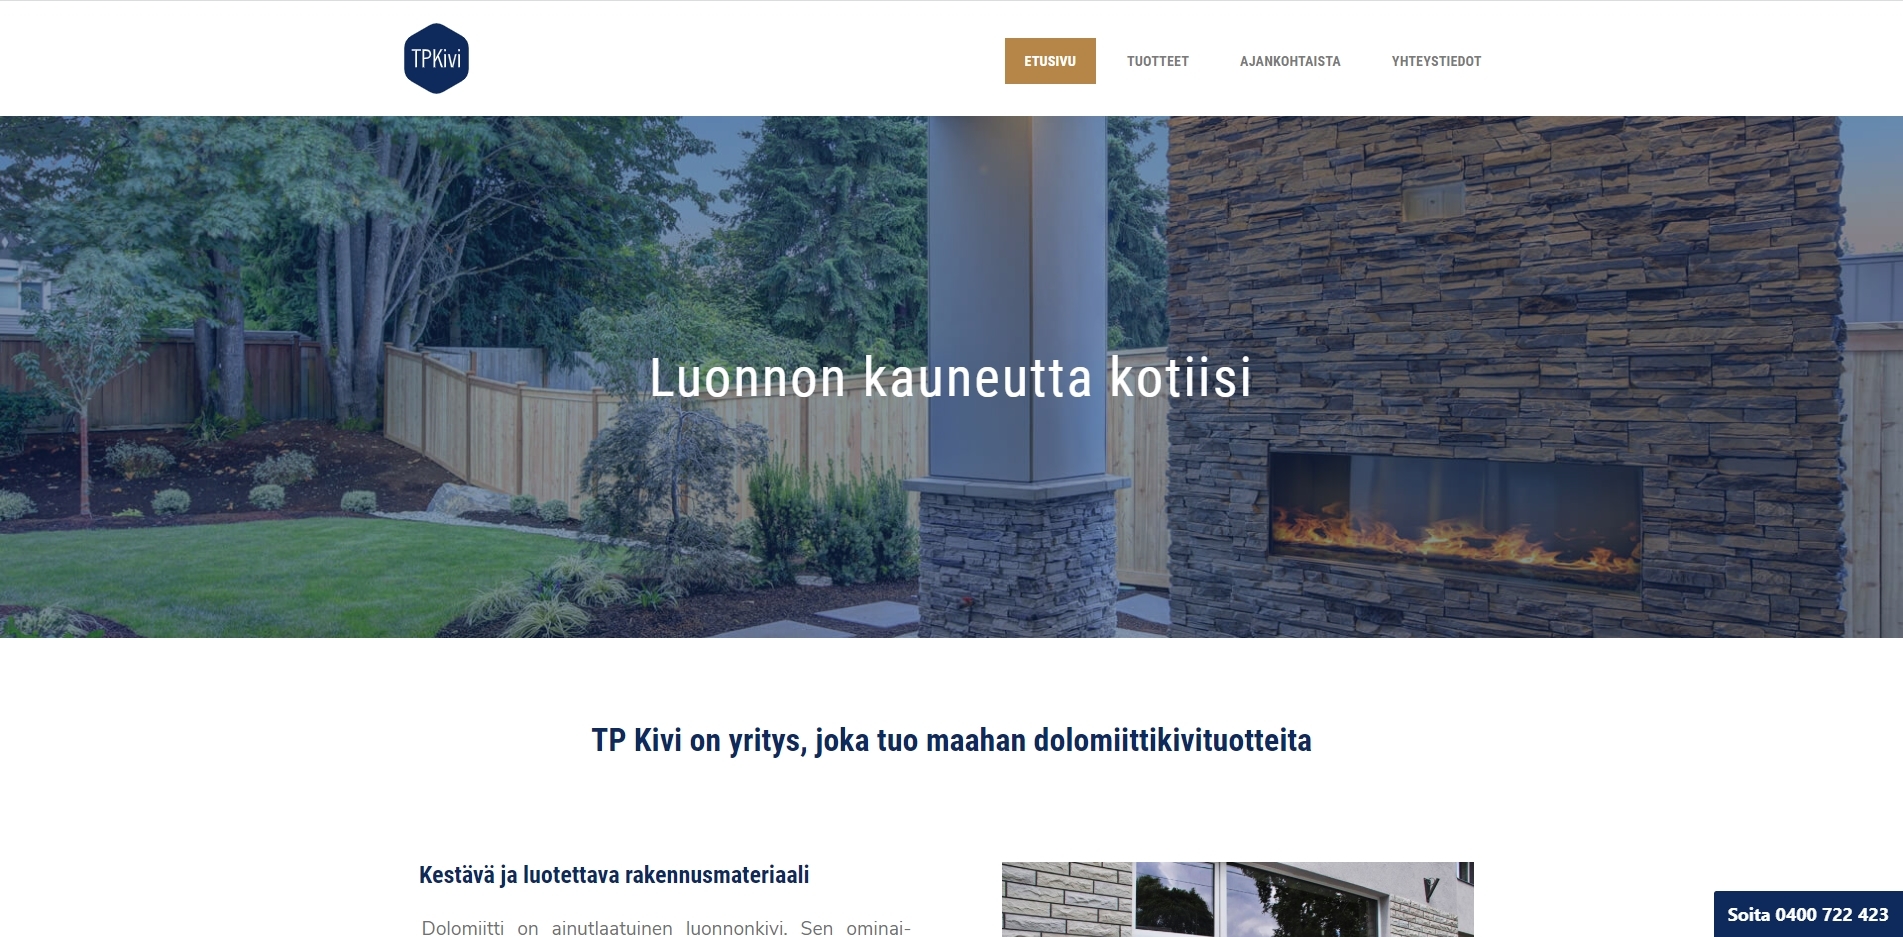 TPKivi
ETUSIVU TUOTTEET AJANKOHTAISTA YHTEYSTIEDOT
Luonnon kauneutta kotiisi
TP Kivi on yritys, joka tuo maahan dolomiittikivituotteita
Kestävä ja luotettava rakennusmateriaali
Dolomiitti on ainutlaatuinen luonnonkivi. Sen ominai-
Soita 0400 722 423